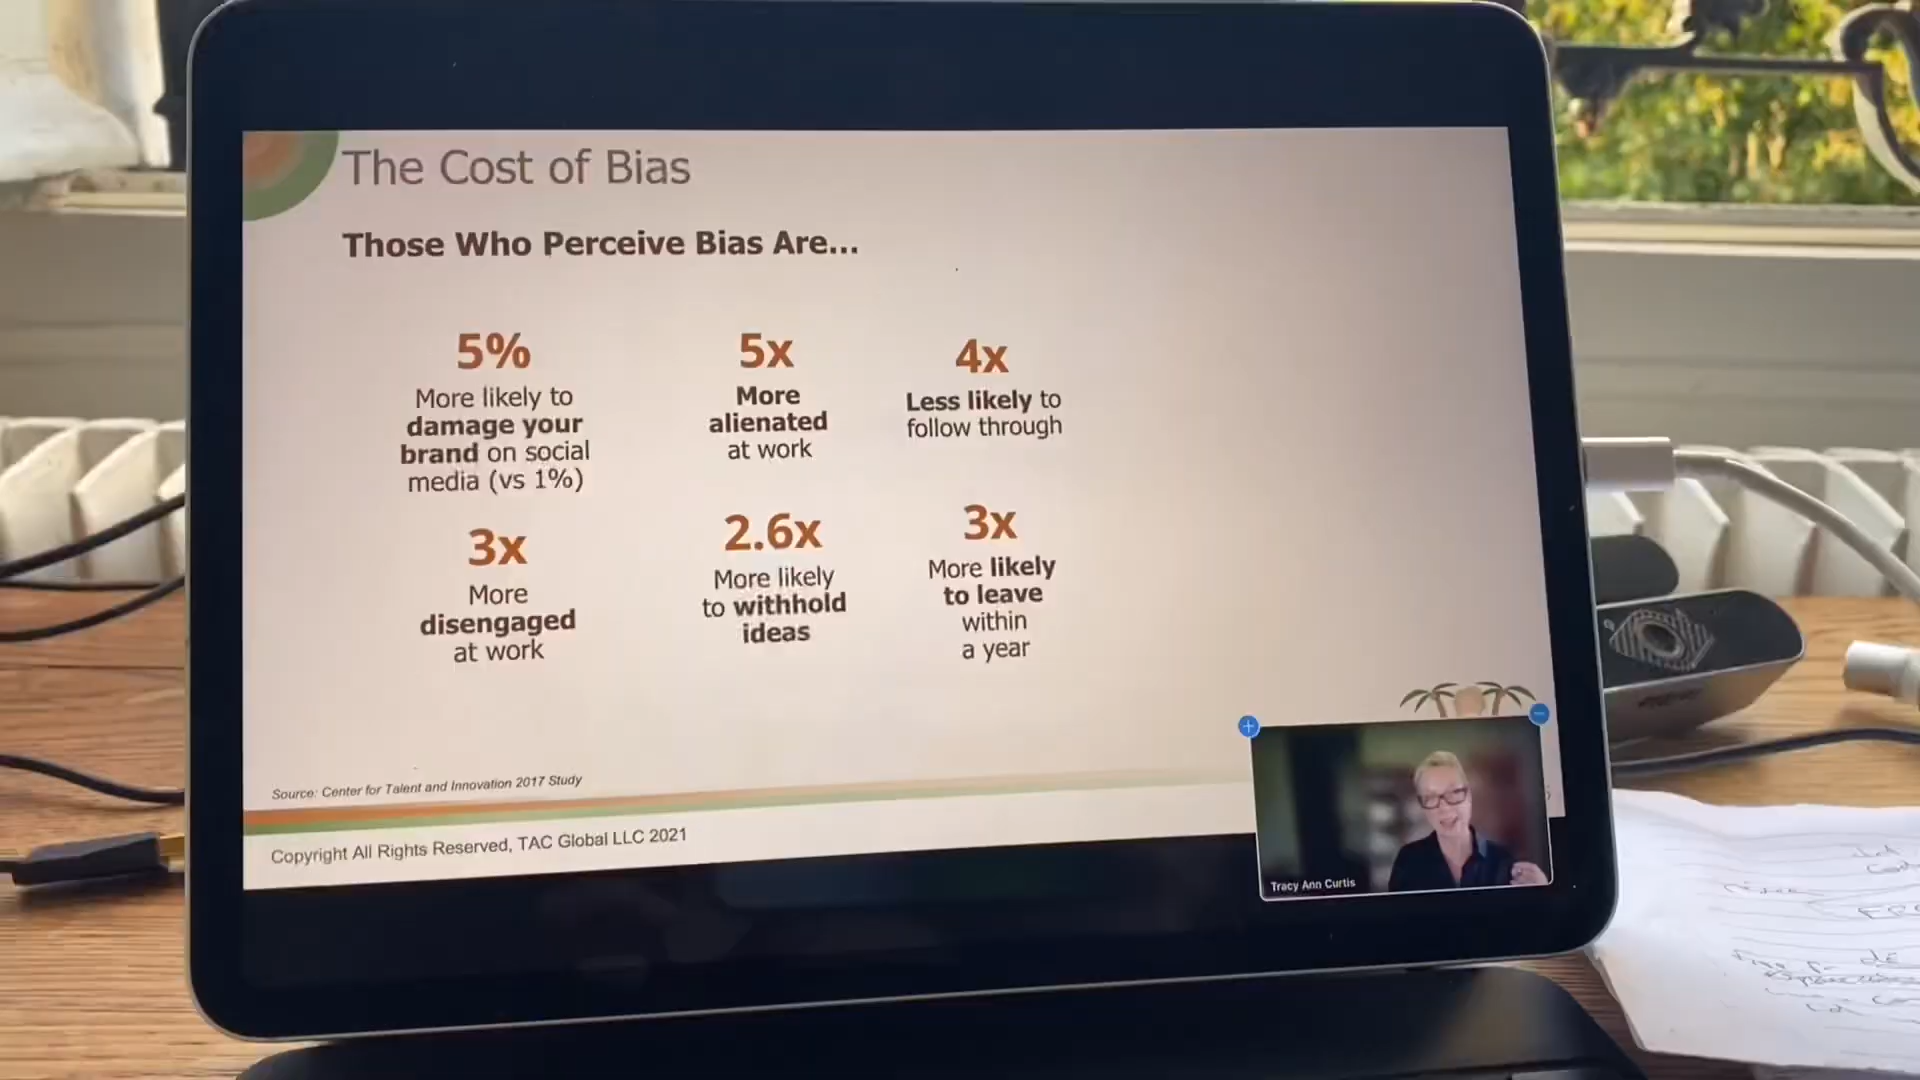 The Cost of Bias
Those Who Perceive Bias Are...
5%
More likely to
damage your
brand on social
media (vs 1%)
5x
More
alienated
at work
4x
Less likely to
follow through
3x
More
disengaged
at work
2.6x
More likely
to withhold
ideas
3x
More likely
to leave
within
a year
Source: Center for Talent and Innovation 2017 Study
Copyright All Rights Reserved, TAC Global LLC 2021
Tracy Ann Curtis